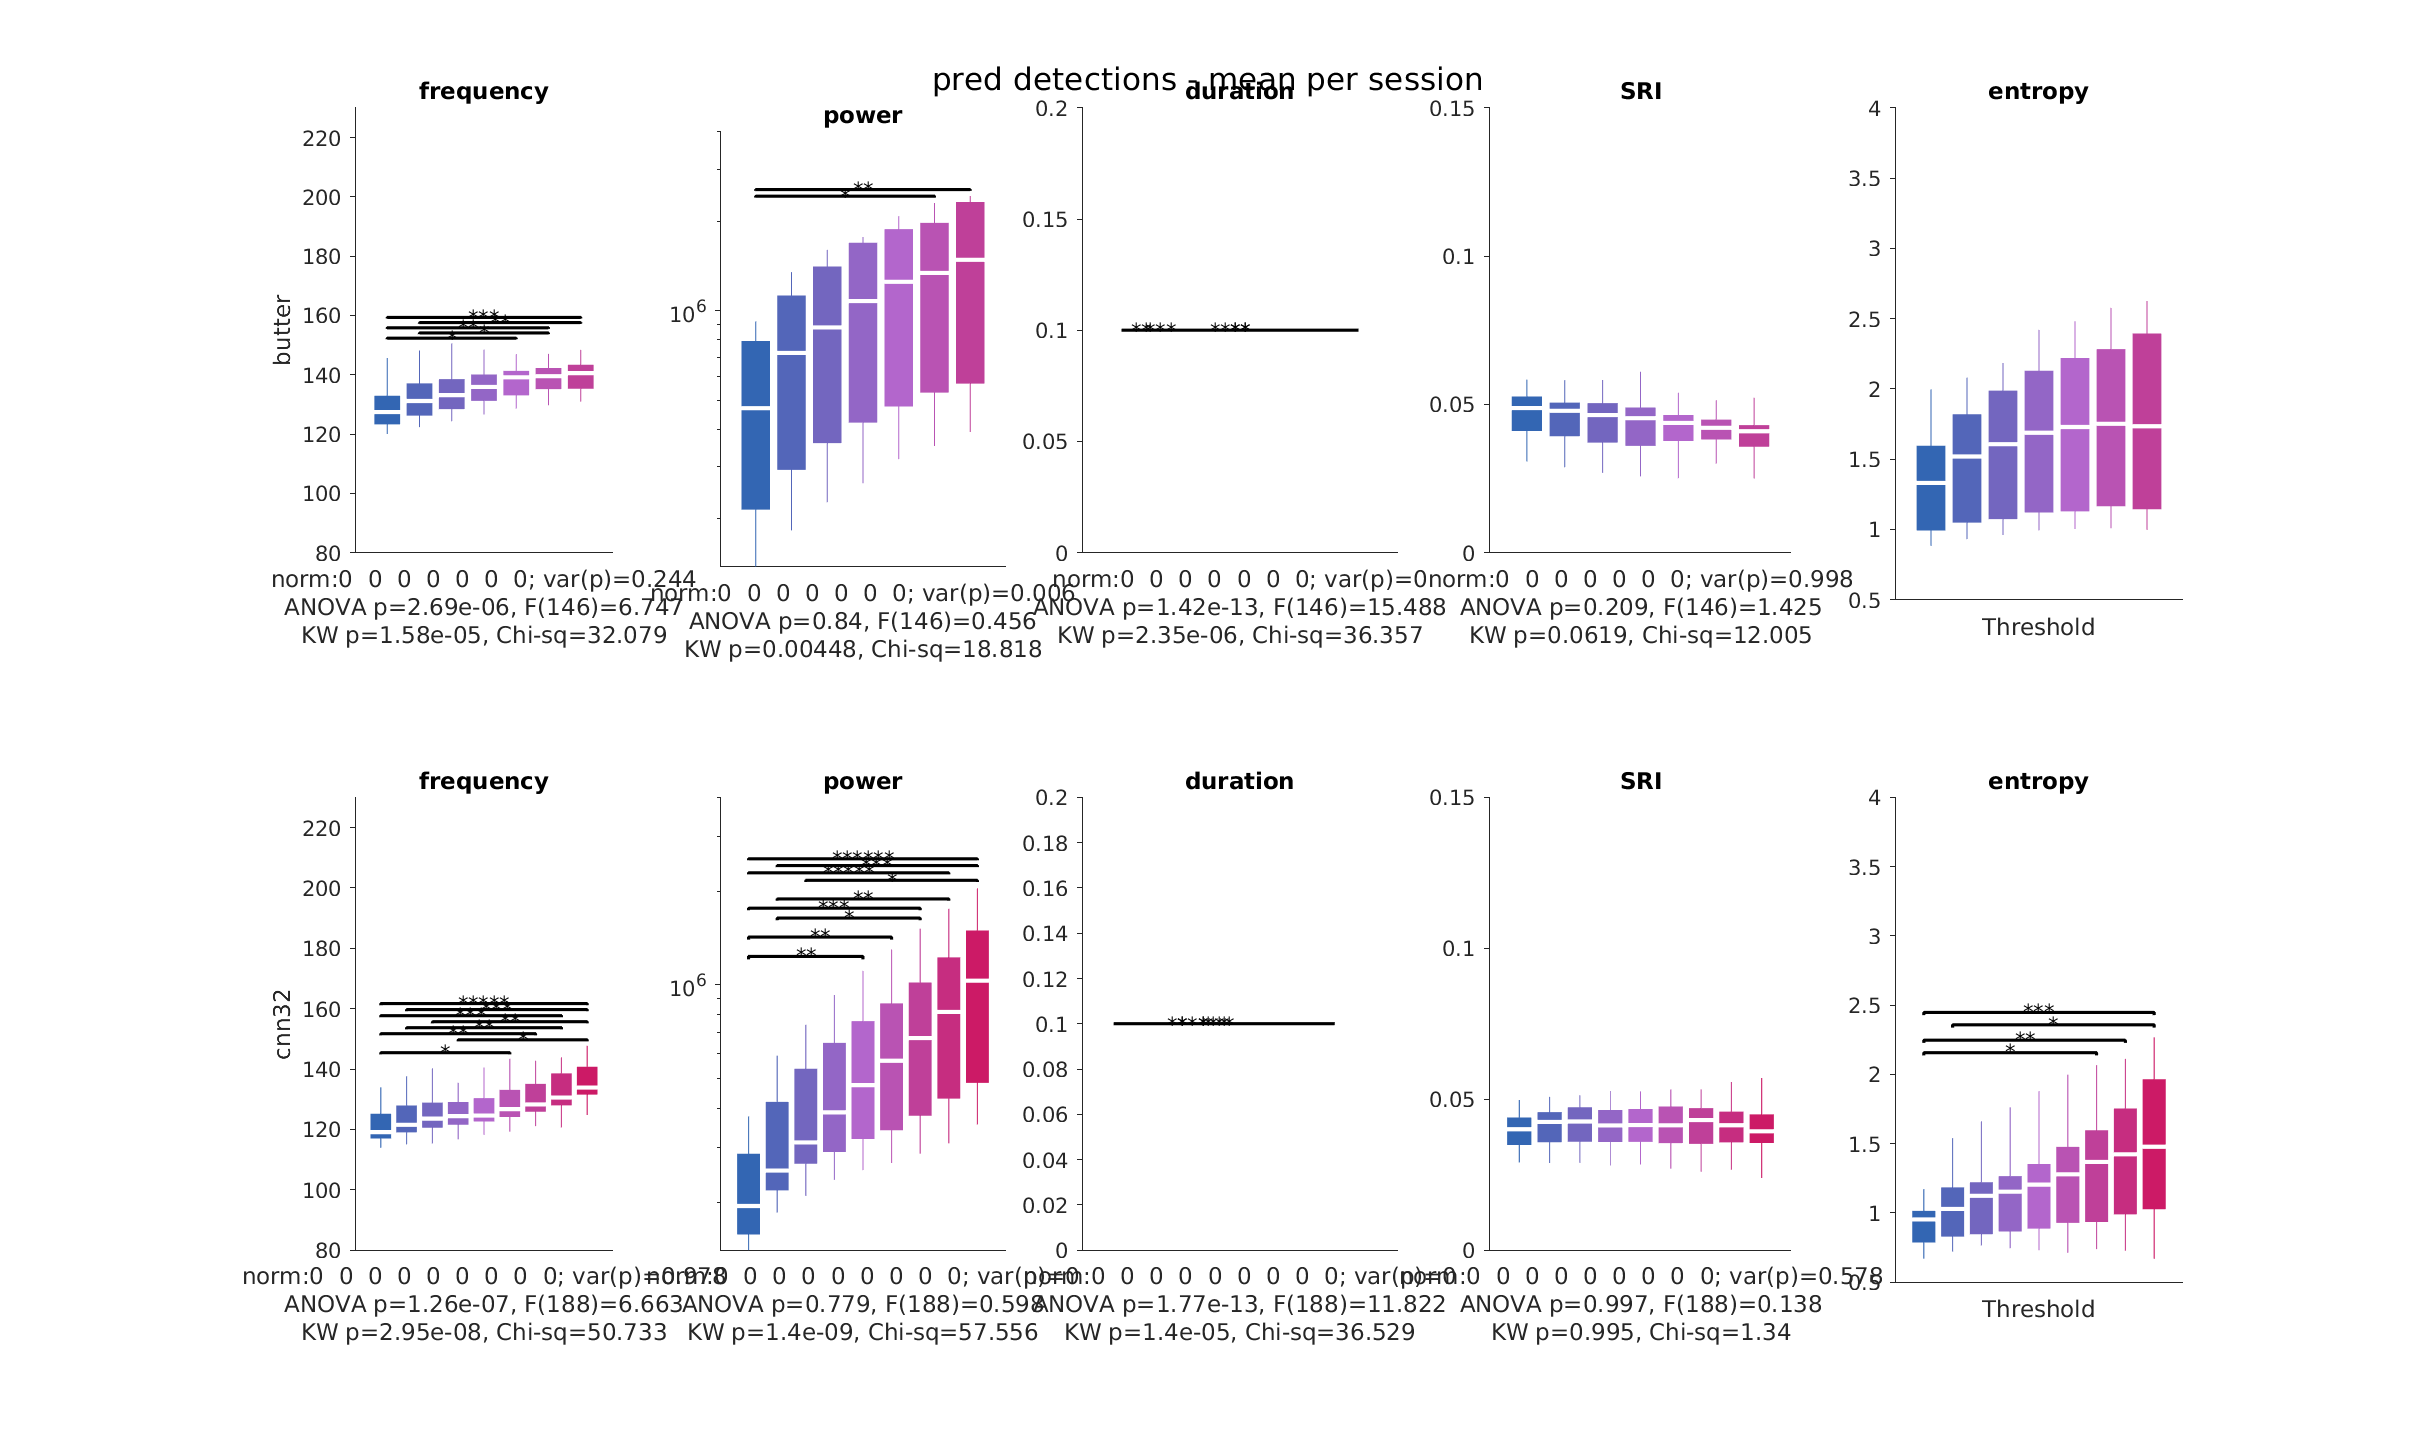 pred detections - mean per session
frequency
power
duration
SRI
entropy
butter
220
200
180
160
140
120
100
80
***
*
norm:0 0 0 0 0 0 0; var(p)=0.244
ANOVA p=2.69e-06, F(146)=6.747
KW p=1.58e-05, Chi-sq=32.079
10^6
**
*
norm:0 0 0 0 0 0 0; var(p)=0.006
ANOVA p=0.84, F(146)=0.456
KW p=0.00448, Chi-sq=18.818
0.2
0.15
0.1
0.05
0
norm:0 0 0 0 0 0 0; var(p)=0
ANOVA p=1.42e-13, F(146)=15.488
KW p=2.35e-06, Chi-sq=36.357
0.15
0.1
0.05
0
norm:0 0 0 0 0 0 0; var(p)=0.998
ANOVA p=0.209, F(146)=1.425
KW p=0.0619, Chi-sq=12.005
4
3.5
3
2.5
2
1.5
1
0.5
Threshold
frequency
power
duration
SRI
entropy
cnn32
220
200
180
160
140
120
100
80
*****
*
*
norm:0 0 0 0 0 0 0 0 0; var(p)=0.978
ANOVA p=1.26e-07, F(188)=6.663
KW p=2.95e-08, Chi-sq=50.733
10^6
******
*
**
***
*
**
**
norm:0 0 0 0 0 0 0 0 0; var(p)=0
ANOVA p=0.779, F(188)=0.598
KW p=1.4e-09, Chi-sq=57.556
0.2
0.18
0.16
0.14
0.12
0.1
0.08
0.06
0.04
0.02
0
norm:0 0 0 0 0 0 0 0 0; var(p)=0
ANOVA p=1.77e-13, F(188)=11.822
KW p=1.4e-05, Chi-sq=36.529
0.15
0.1
0.05
0
norm:0 0 0 0 0 0 0 0 0; var(p)=0.578
ANOVA p=0.997, F(188)=0.138
KW p=0.995, Chi-sq=1.34
4
3.5
3
2.5
2
1.5
1
0.5
***
*
**
*
Threshold